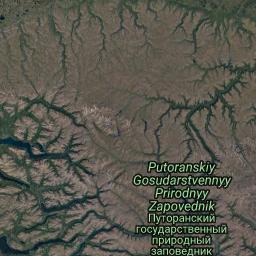 Putoranskiy
Gosudarstvennyy
Prirodnyy
Zapovednik
Путоранский
государственный
природный
заповедник